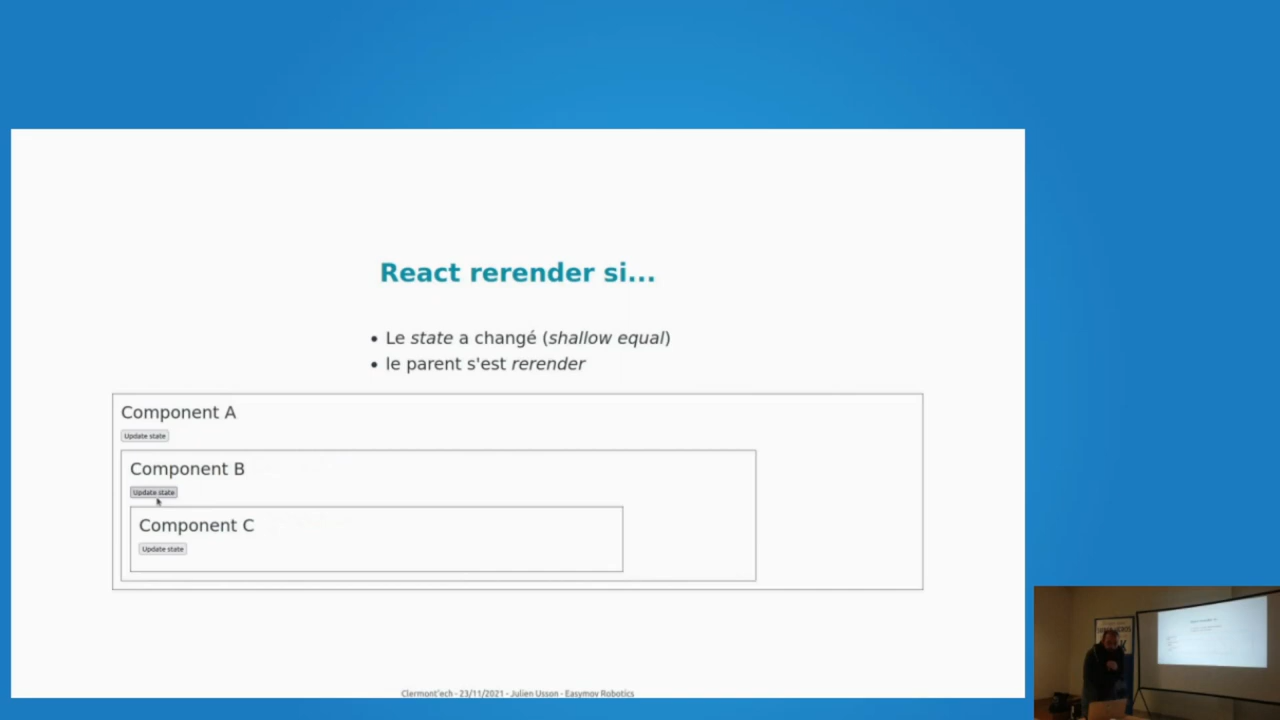 React rerender si...
• Le state a changé (shallow equal)
• le parent s'est rerender
Component A
Update state
Component B
Update state
Component C
Update state
Clermont'ech - 23/11/2021 - Julien Usson - Easymov Robotics